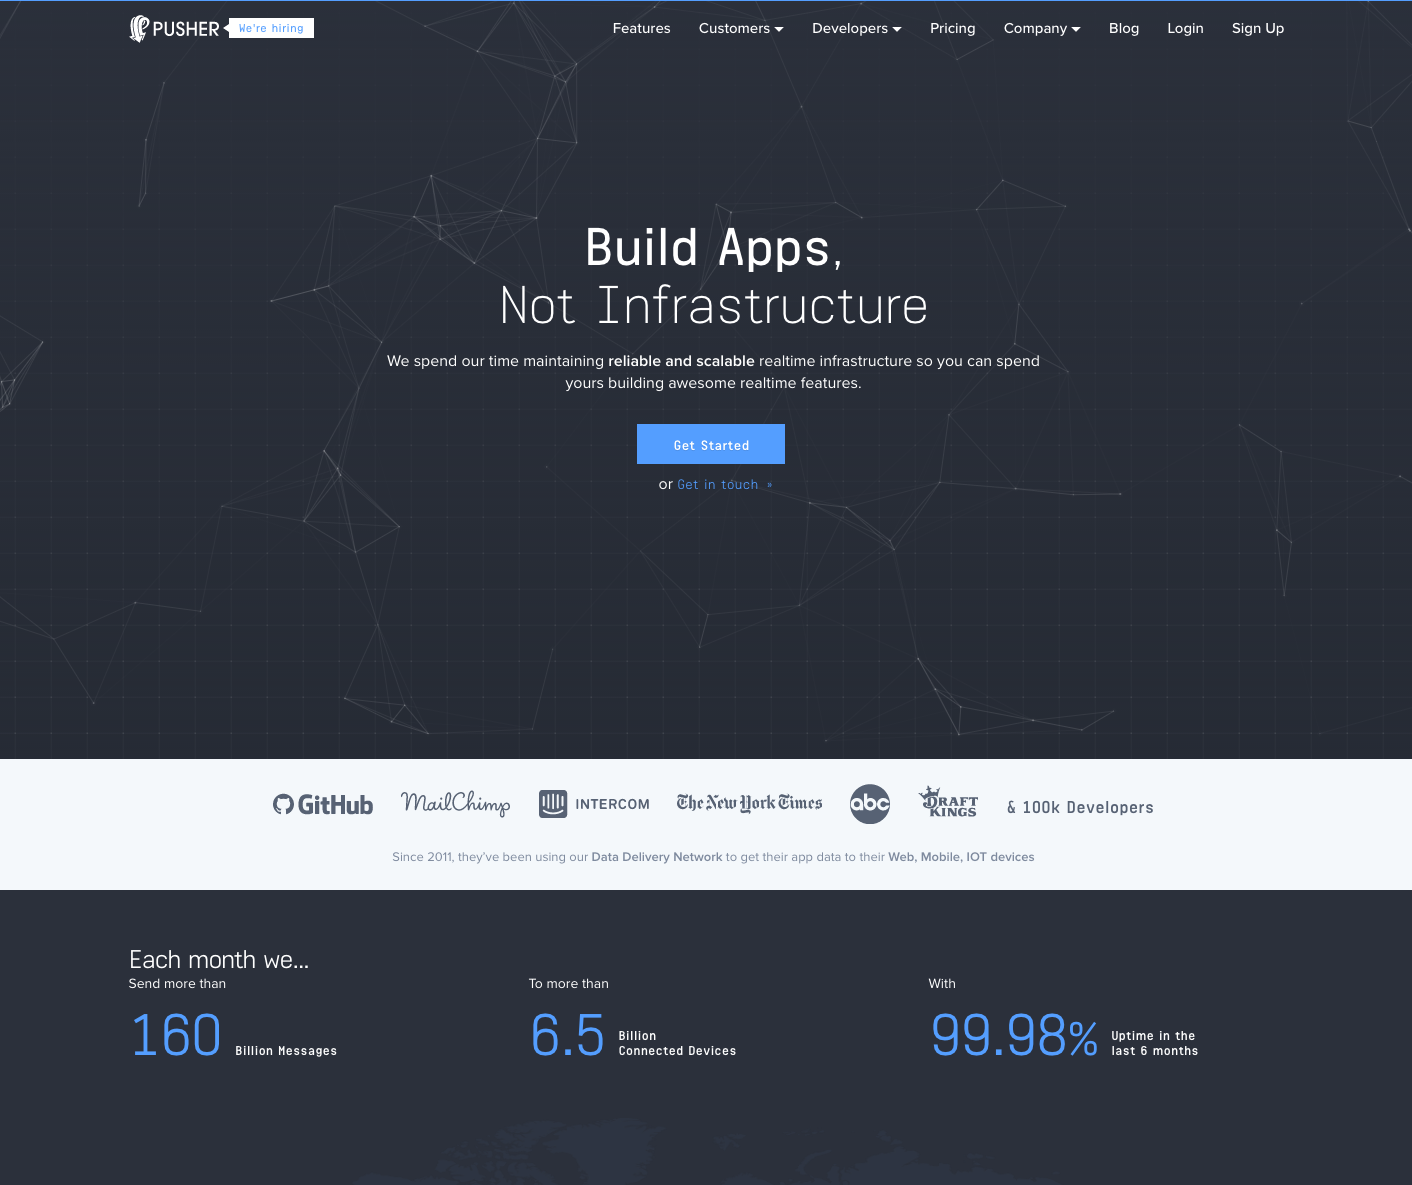 PUSHER
We're hiring
Features
Customers
Developers
Pricing
Company
Blog
Login
Sign Up
Build Apps,
Not Infrastructure
We spend our time maintaining reliable and scalable realtime infrastructure so you can spend
yours building awesome realtime features.
Get Started
or Get in touch »
GitHub
MailChimp
INTERCOM
The New York Times
abc
DRAFT
KINGS
& 100k Developers
Since 2011, they've been using our Data Delivery Network to get their app data to their Web, Mobile, IOT devices
Each month we...
Send more than
160
Billion Messages
To more than
6.5
Billion
Connected Devices
With
99.98%
Uptime in the
last 6 months